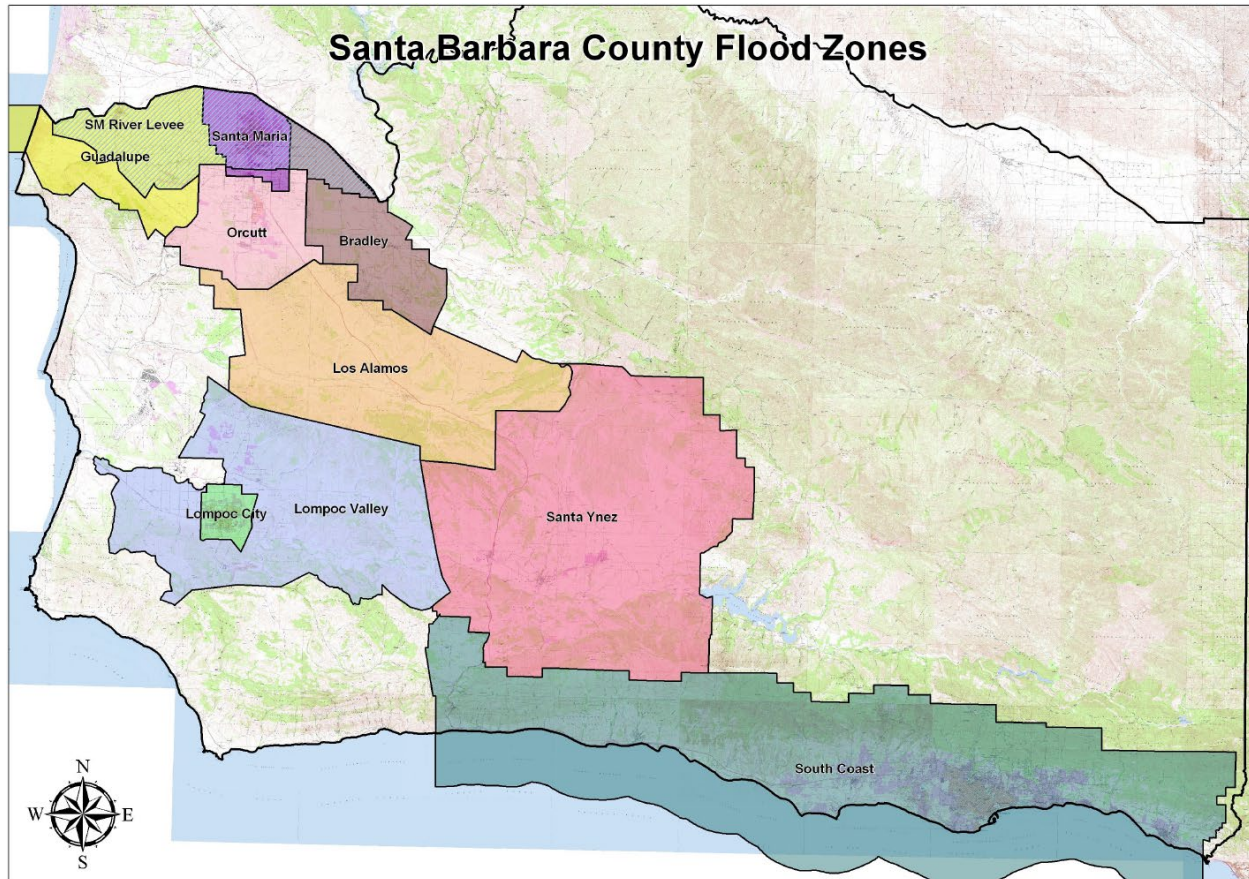 Santa Barbara County Flood Zones
SM River Levee
Santa Maria
Guadalupe
Orcutt
Bradley
Los Alamos
Lompoc City
Lompoc Valley
Santa Ynez
South Coast
N
W
E
S